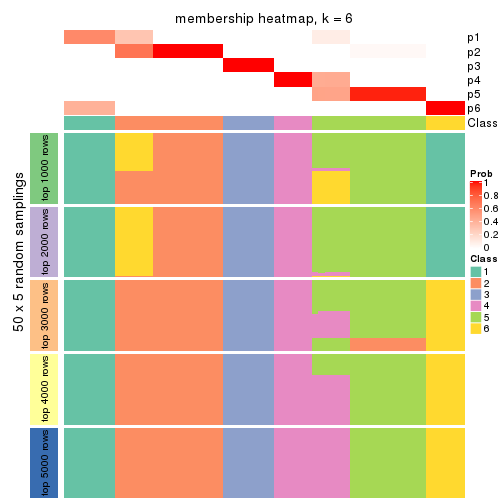 membership heatmap, k = 6
p1
p2
p3
p4
p5
p6
Class
50 x 5 random samplings
top 1000 rows
top 2000 rows
top 3000 rows
top 4000 rows
top 5000 rows
Prob
1
0.8
0.6
0.4
0.2
0
Class
1
2
3
4
5
6